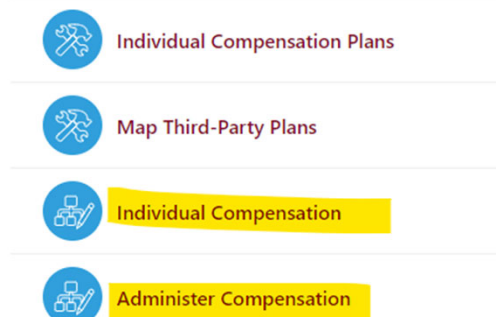 Individual Compensation Plans
Map Third-Party Plans
Individual Compensation
Administer Compensation